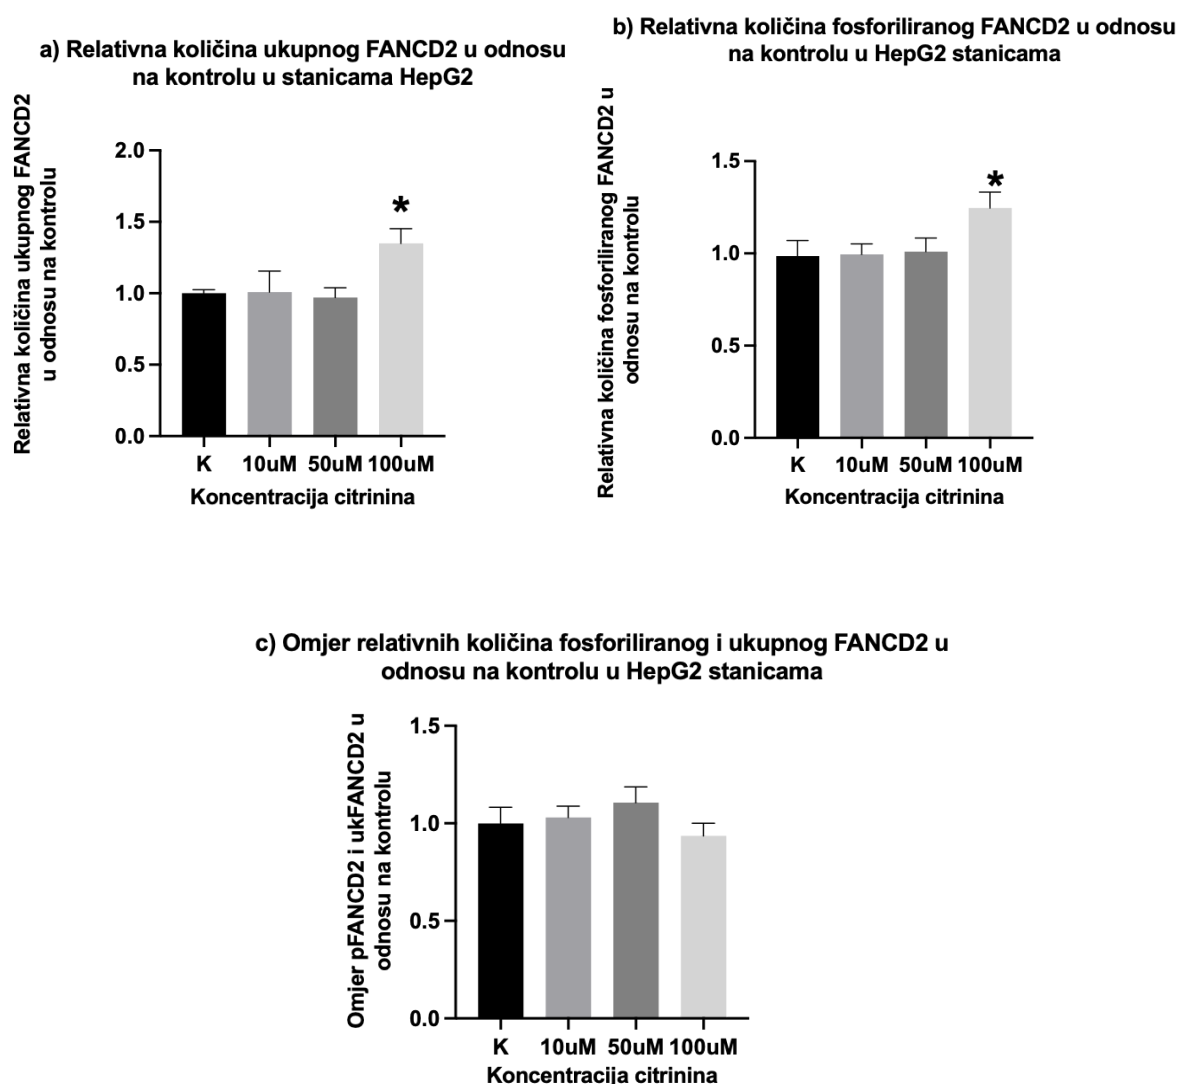 a) Relativna količina ukupnog FANCD2 u odnosu
na kontrolu u stanicama HepG2
Relativna količina ukupnog FANCD2
u odnosu na kontrolu
2.0
1.5
1.0
0.5
0.0
*
K 10uM 50uM 100uM
Koncentracija citrinina
b) Relativna količina fosforiliranog FANCD2 u odnosu
na kontrolu u HepG2 stanicama
Relativna količina fosforiliranog FANCD2 u
odnosu na kontrolu
1.5
1.0
0.5
0.0
*
K 10uM 50uM 100uM
Koncentracija citrinina
c) Omjer relativnih količina fosforiliranog i ukupnog FANCD2 u
odnosu na kontrolu u HepG2 stanicama
Omjer pFANCD2 i ukFANCD2 u
odnosu na kontrolu
1.5
1.0
0.5
0.0
K 10uM 50uM 100uM
Koncentracija citrinina